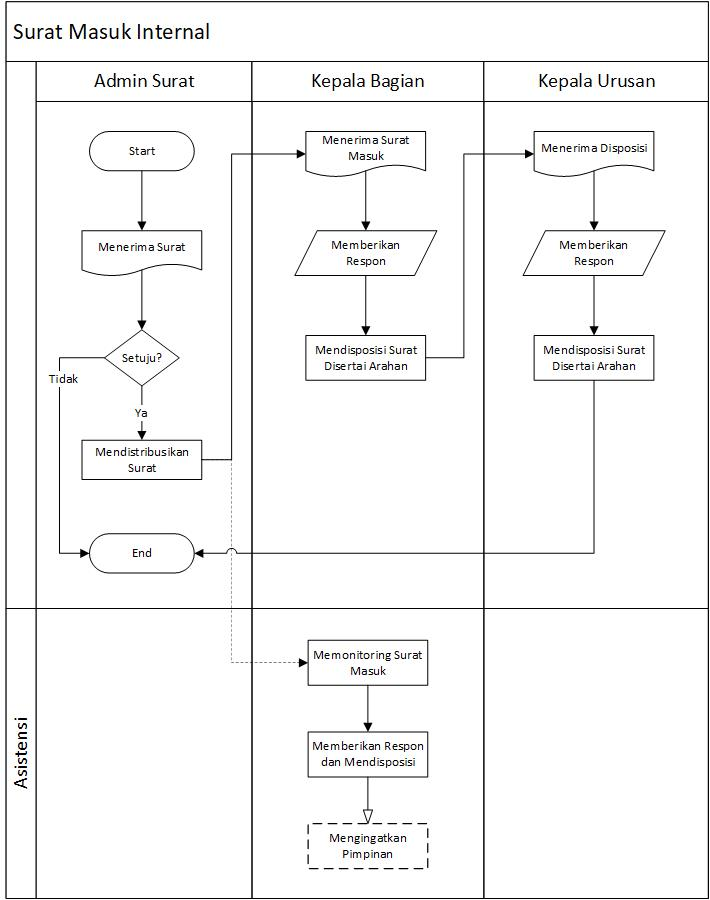 Surat Masuk Internal
Admin Surat
Kepala Bagian
Kepala Urusan
Start
Menerima Surat
Setuju?
Tidak
Ya
Mendistribusikan
Surat
End
Menerima Surat
Masuk
Memberikan
Respon
Mendisposisi Surat
Disertai Arahan
Menerima Disposisi
Memberikan
Respon
Mendisposisi Surat
Disertai Arahan
Asistensi
Memonitoring Surat
Masuk
Memberikan Respon
dan Mendisposisi
Mengingatkan
Pimpinan